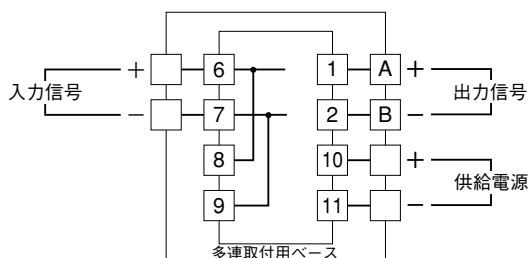 + 6 1 A +
入力信号 出力信号
− 7 2 B −
8 10 +
供給電源
9 11 −
多連取付用ベース